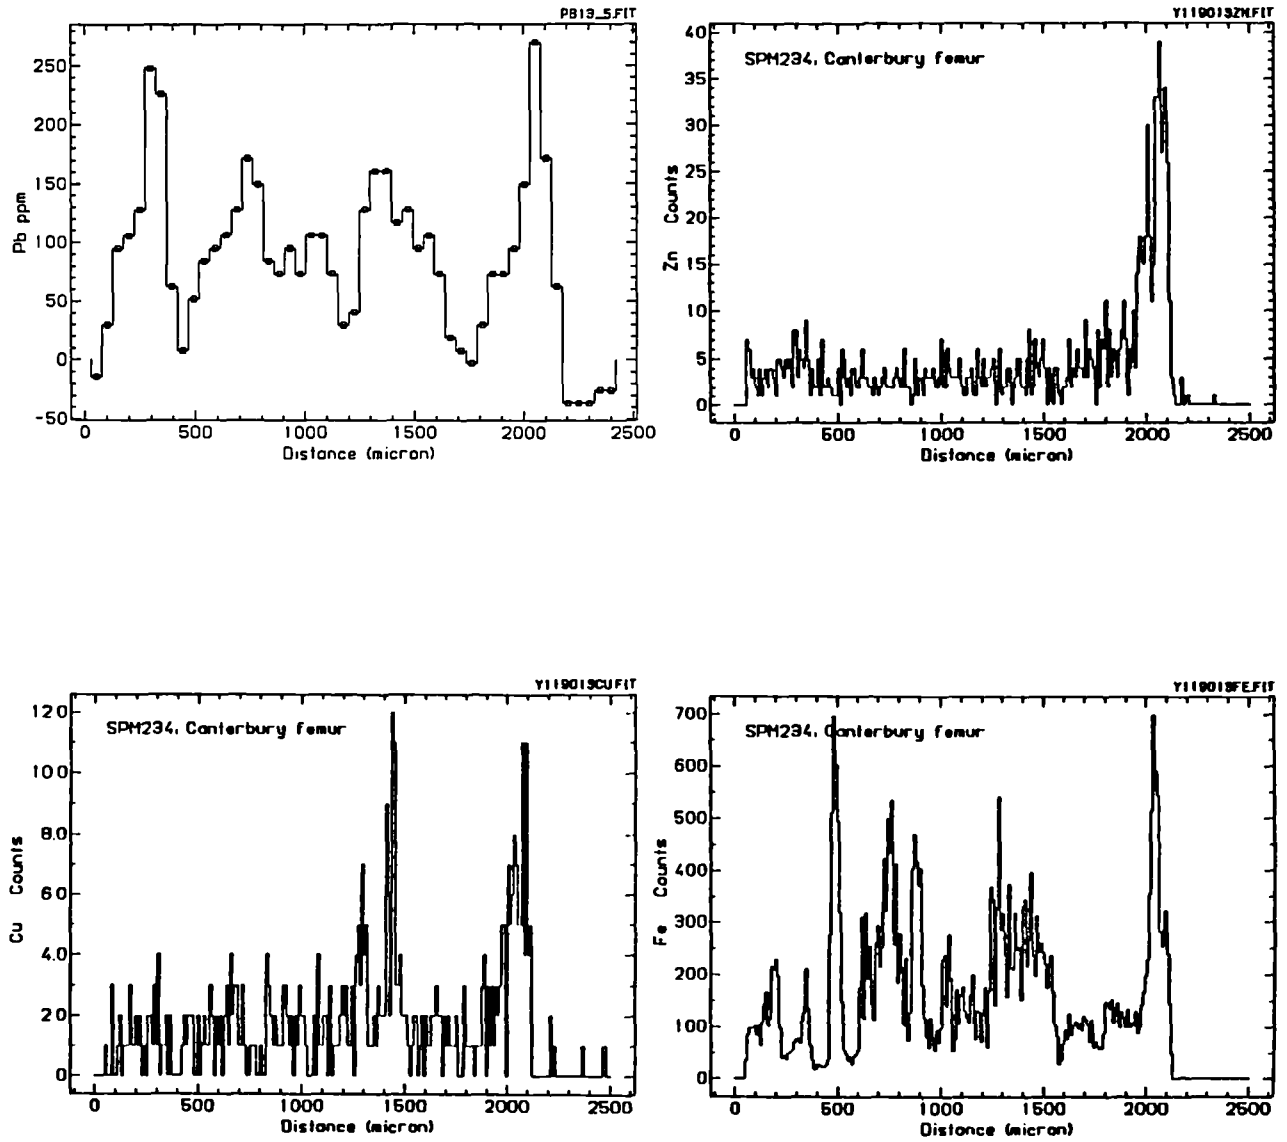 PB13_5.FIT
250
200
150
100
50
0
-50
Pb ppm
0 500 1000 1500 2000 2500
Distance (micron)
Y119013ZN.FIT
SPM234, Canterbury femur
40
35
30
25
20
15
10
5
0
Zn Counts
0 500 1000 1500 2000 2500
Distance (micron)
Y119013CU.FIT
SPM234, Canterbury femur
12.0
10.0
8.0
6.0
4.0
2.0
0
Cu Counts
0 500 1000 1500 2000 2500
Distance (micron)
Y119013FE.FIT
SPM234, Canterbury femur
700
600
500
400
300
200
100
0
Fe Counts
0 500 1000 1500 2000 2500
Distance (micron)